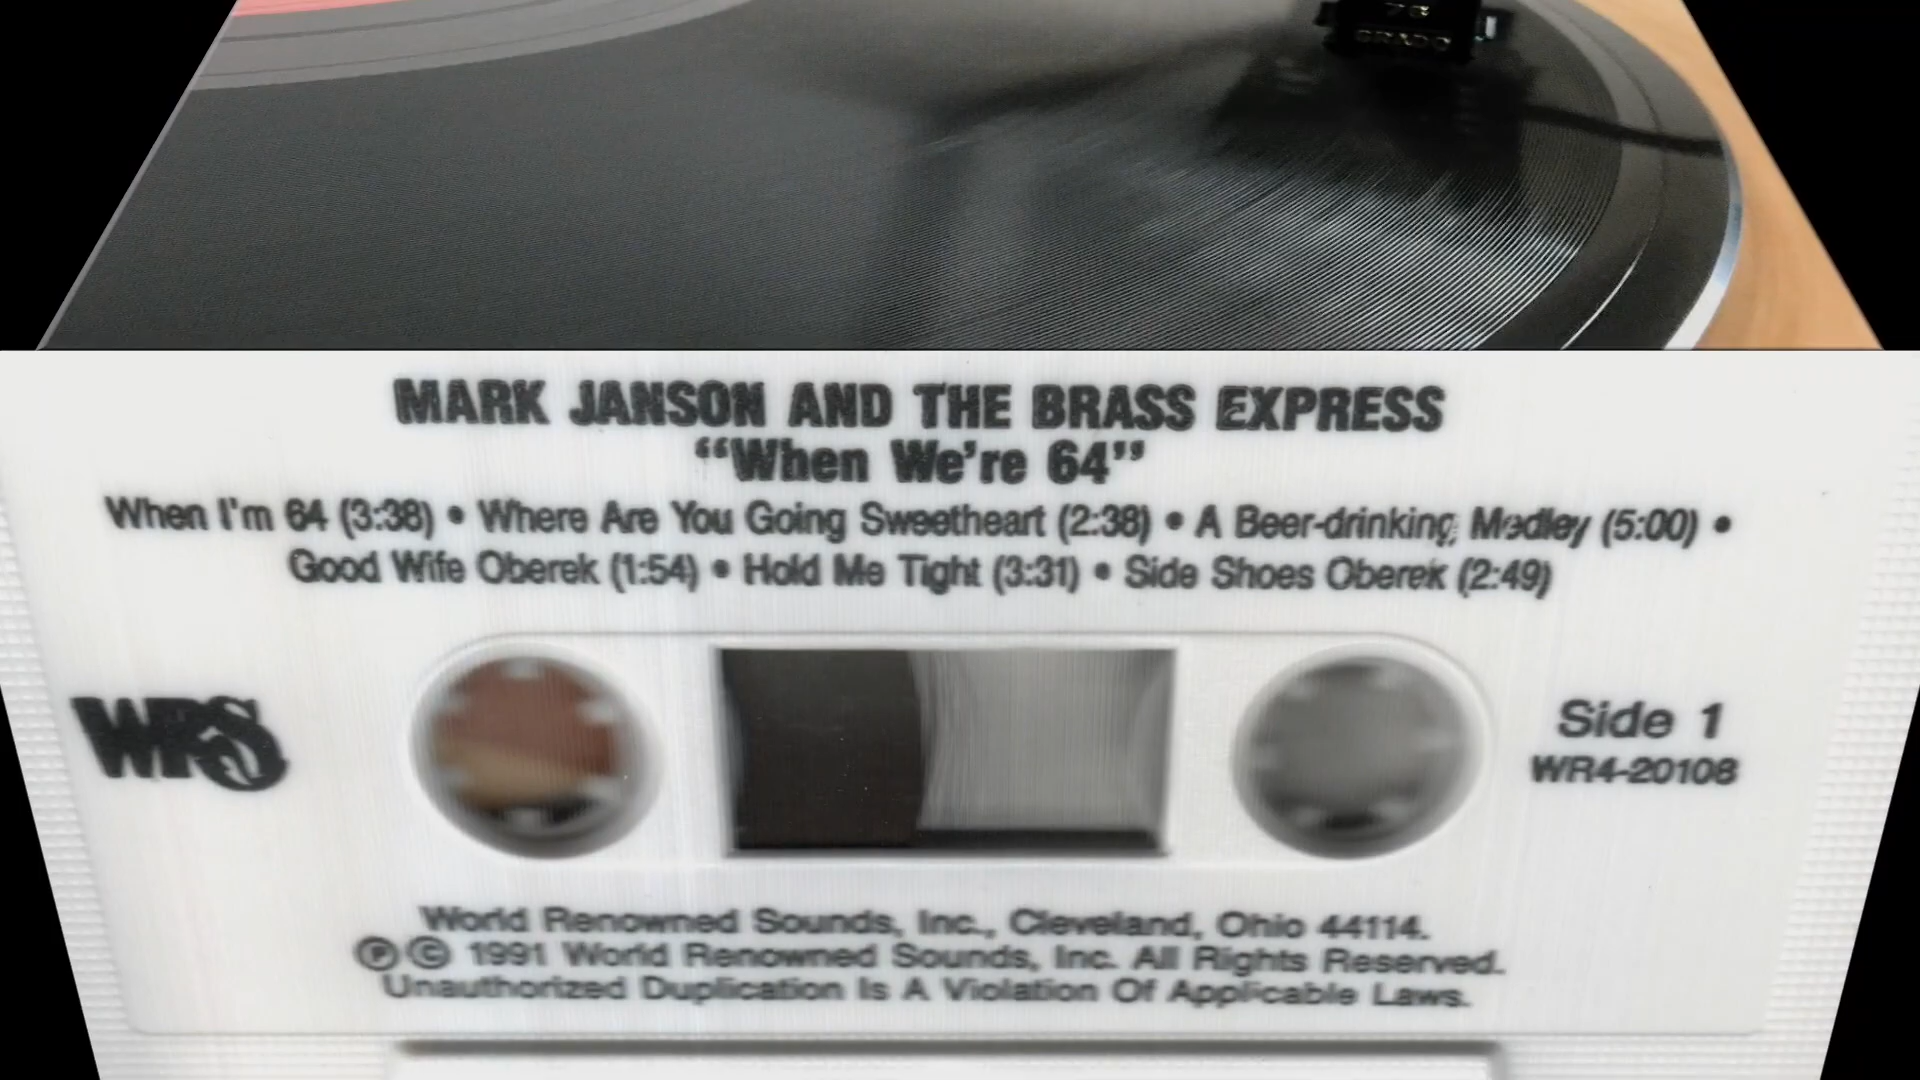 78
GRADO
MARK JANSON AND THE BRASS EXPRESS
“When We’re 64”
When I'm 64 (3:38) • Where Are You Going Sweetheart (2:38) • A Beer-drinking Medley (5:00) •
Good Wife Oberek (1:54) • Hold Me Tight (3:31) • Side Shoes Oberek (2:49)
WRS
Side 1
WR4-20108
World Renowned Sounds, Inc., Cleveland, Ohio 44114.
Ⓟ © 1991 World Renowned Sounds, Inc. All Rights Reserved.
Unauthorized Duplication Is A Violation Of Applicable Laws.